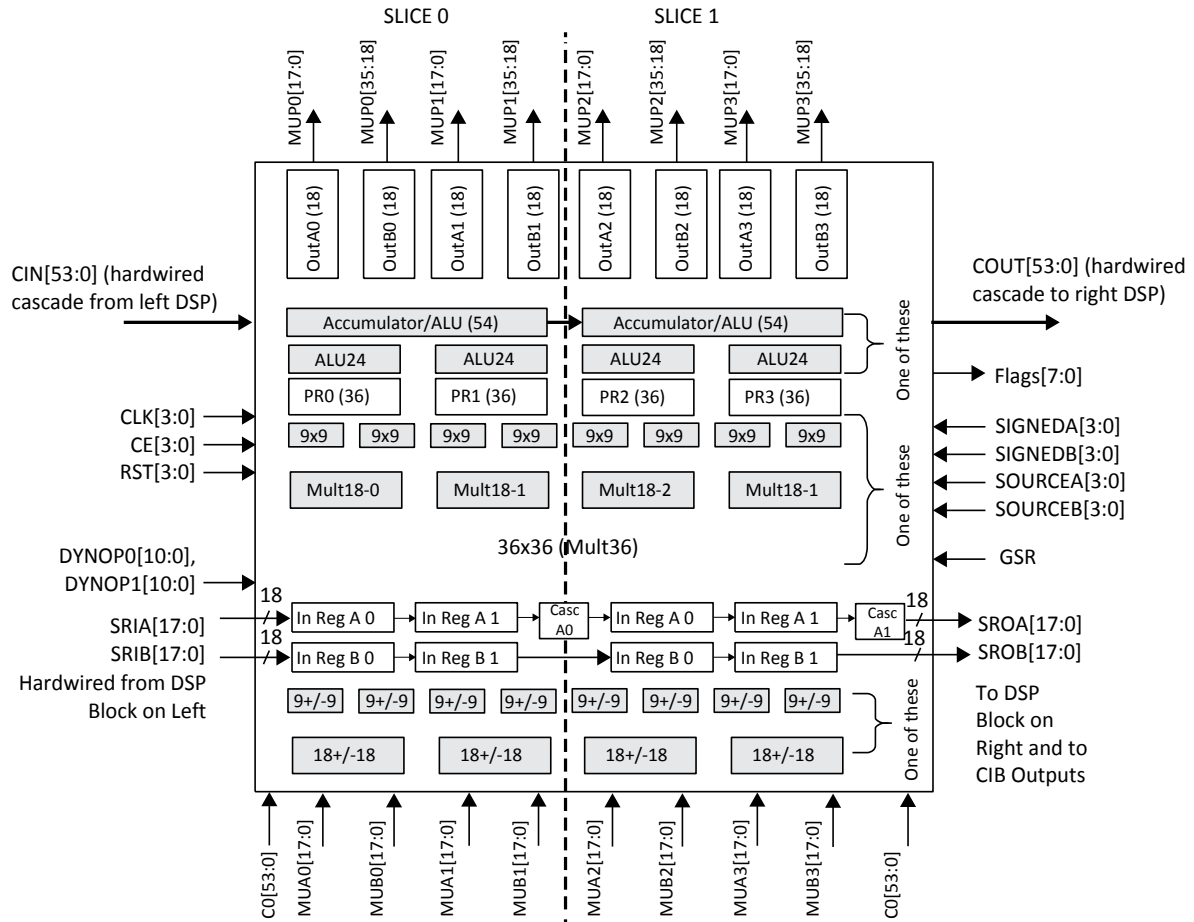 SLICE 0
SLICE 1
MUP0[17:0]
MUP0[35:18]
MUP1[17:0]
MUP1[35:18]
MUP2[17:0]
MUP2[35:18]
MUP3[17:0]
MUP3[35:18]
OutA0 (18)
OutB0 (18)
OutA1 (18)
OutB1 (18)
OutA2 (18)
OutB2 (18)
OutA3 (18)
OutB3 (18)
CIN[53:0] (hardwired
cascade from left DSP)
COUT[53:0] (hardwired
cascade to right DSP)
Accumulator/ALU (54)
Accumulator/ALU (54)
ALU24
ALU24
ALU24
ALU24
One of these
Flags[7:0]
PR0 (36)
PR1 (36)
PR2 (36)
PR3 (36)
CLK[3:0]
CE[3:0]
RST[3:0]
9x9
9x9
9x9
9x9
9x9
9x9
9x9
9x9
SIGNEDA[3:0]
SIGNEDB[3:0]
SOURCEA[3:0]
SOURCEB[3:0]
Mult18-0
Mult18-1
Mult18-2
Mult18-1
One of these
36x36 (Mult36)
GSR
DYNOP0[10:0],
DYNOP1[10:0]
18
SRIA[17:0]
In Reg A 0
In Reg A 1
Casc
A0
In Reg A 0
In Reg A 1
Casc
A1
18
SROA[17:0]
18
SRIB[17:0]
In Reg B 0
In Reg B 1
In Reg B 0
In Reg B 1
18
SROB[17:0]
Hardwired from DSP
Block on Left
9+/-9
9+/-9
9+/-9
9+/-9
9+/-9
9+/-9
9+/-9
9+/-9
18+/-18
18+/-18
18+/-18
18+/-18
One of these
To DSP
Block on
Right and to
CIB Outputs
C0[53:0]
MUA0[17:0]
MUB0[17:0]
MUA1[17:0]
MUB1[17:0]
MUA2[17:0]
MUB2[17:0]
MUA3[17:0]
MUB3[17:0]
C0[53:0]